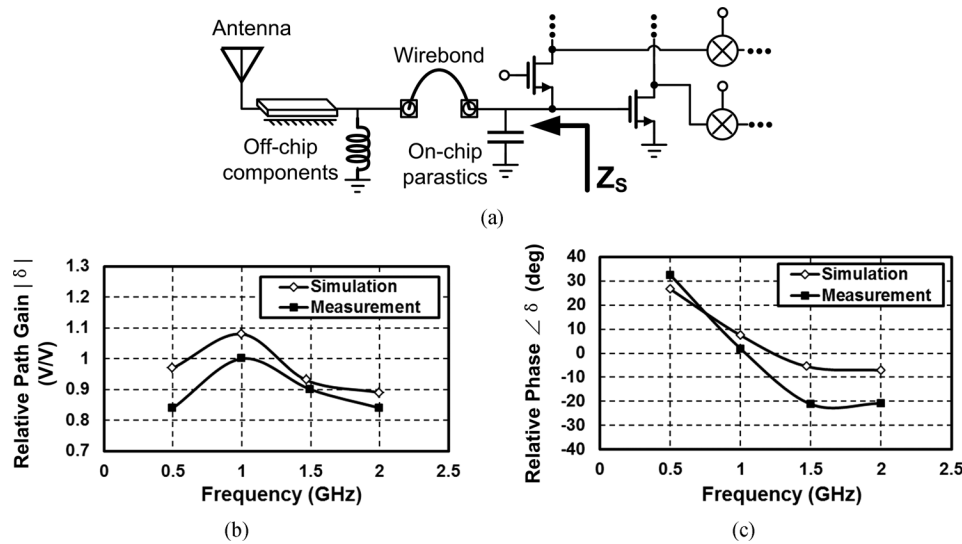 Antenna
Wirebond
Off-chip
components
On-chip
parastics
ZS
(a)
Relative Path Gain | δ |
(V/V)
1.3
1.2
1.1
1
0.9
0.8
0.7
Simulation
Measurement
0 0.5 1 1.5 2 2.5
Frequency (GHz)
(b)
Relative Phase ∠ δ (deg)
40
30
20
10
0
-10
-20
-30
-40
Simulation
Measurement
0 0.5 1 1.5 2 2.5
Frequency (GHz)
(c)